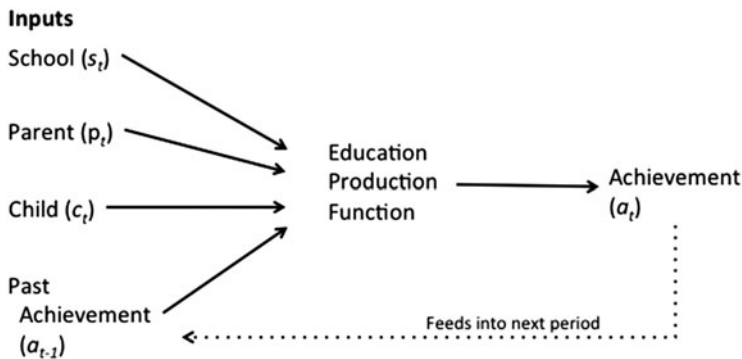 Inputs
School (sₜ)
Parent (pₜ)
Child (cₜ)
Past
Achievement
(aₜ₋₁)
Education
Production
Function
Achievement
(aₜ)
Feeds into next period